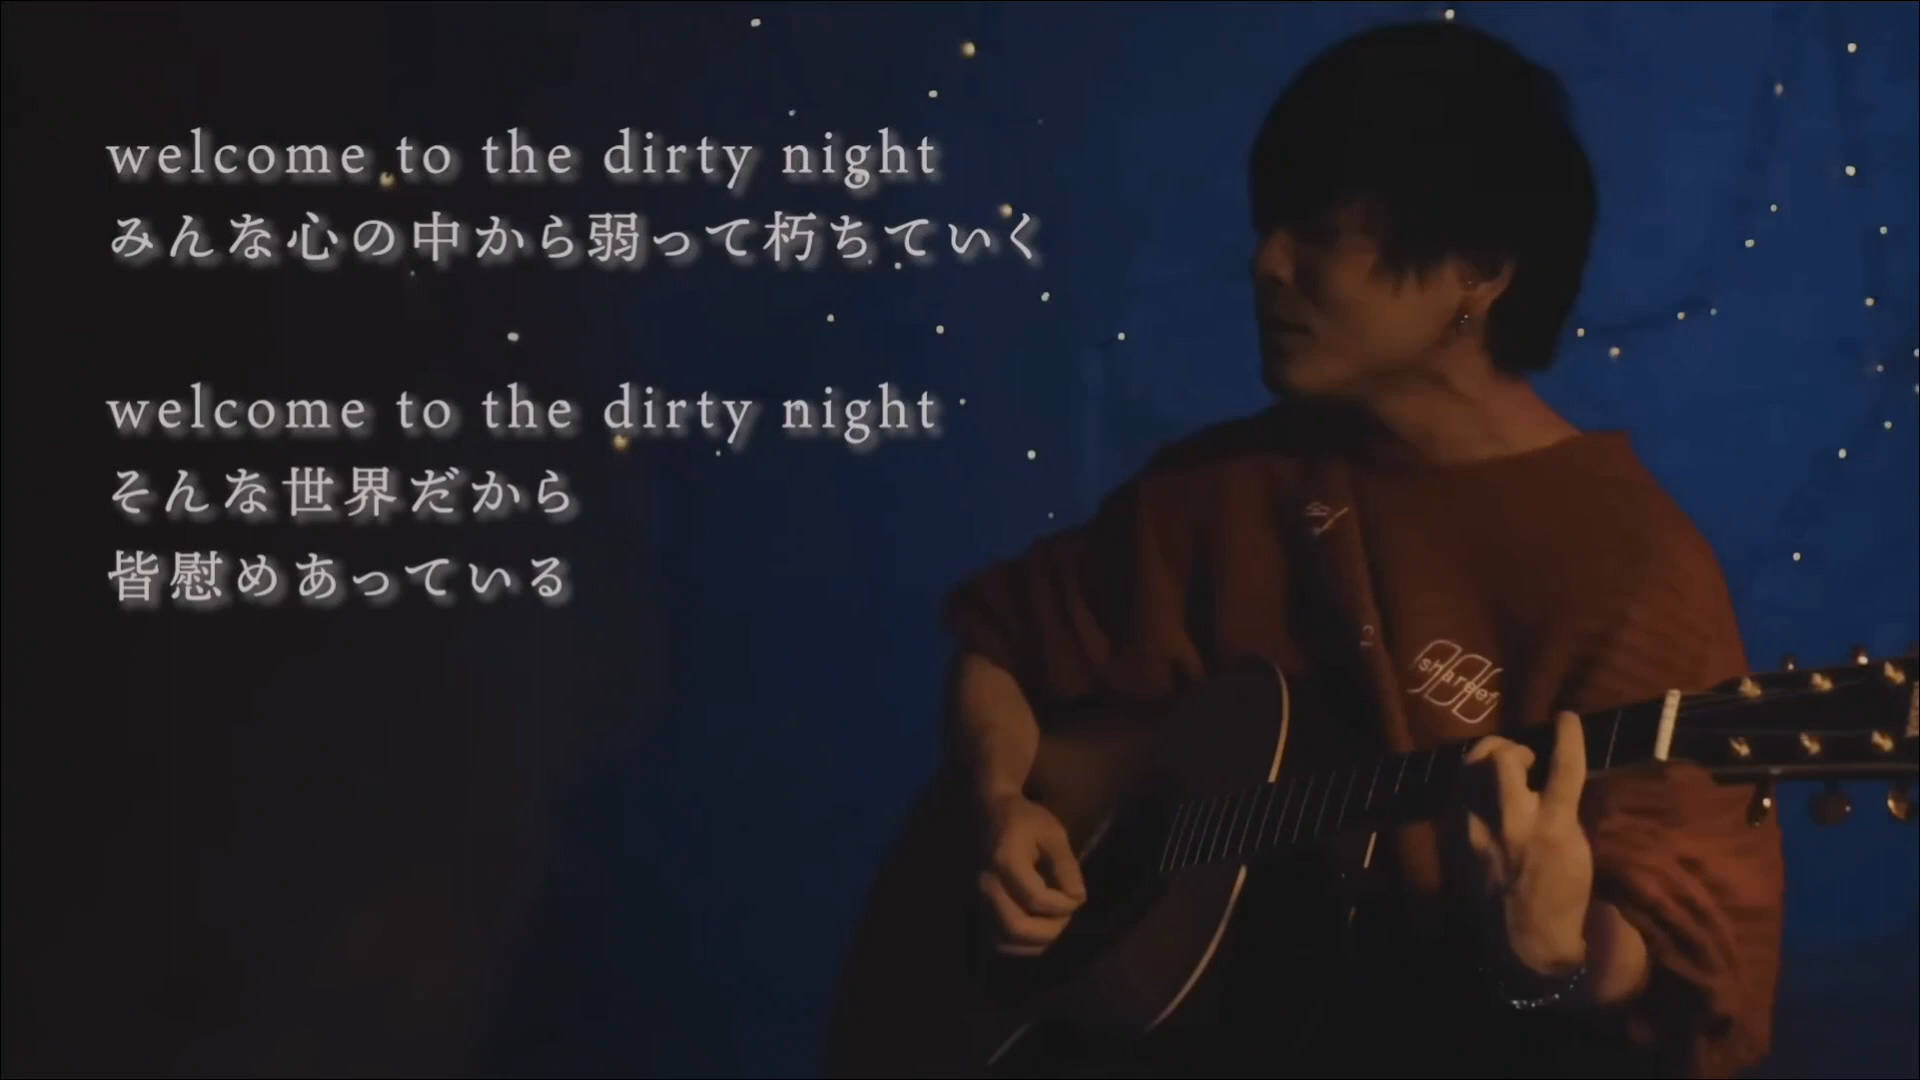 welcome to the dirty night
みんな心の中から弱って朽ちていく
welcome to the dirty night
そんな世界だから
皆慰めあっている
shareef